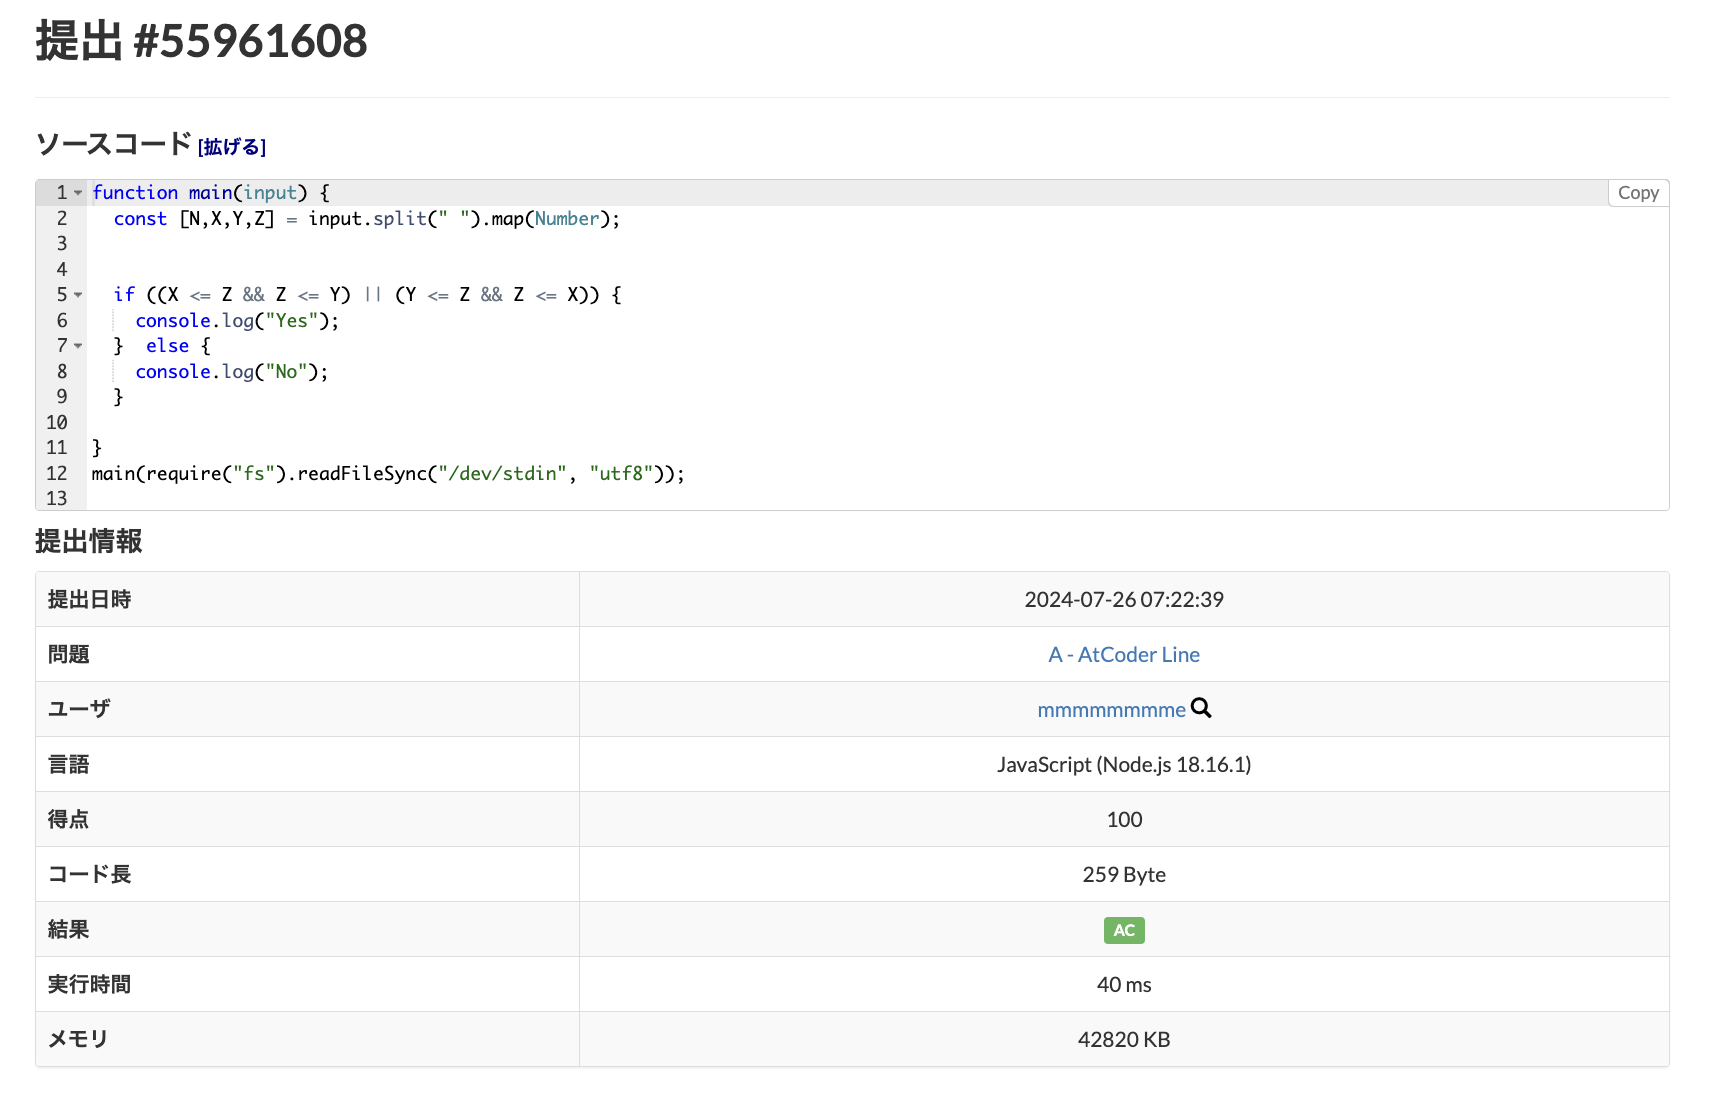 提出 #55961608
ソースコード [拡げる]
Copy
1 function main(input) {
2   const [N,X,Y,Z] = input.split(" ").map(Number);
3
4
5   if ((X <= Z && Z <= Y) || (Y <= Z && Z <= X)) {
6     console.log("Yes");
7   }  else {
8     console.log("No");
9   }
10
11 }
12 main(require("fs").readFileSync("/dev/stdin", "utf8"));
13
提出情報
提出日時 2024-07-26 07:22:39
問題 A - AtCoder Line
ユーザ mmmmmmmme
言語 JavaScript (Node.js 18.16.1)
得点 100
コード長 259 Byte
結果 AC
実行時間 40 ms
メモリ 42820 KB